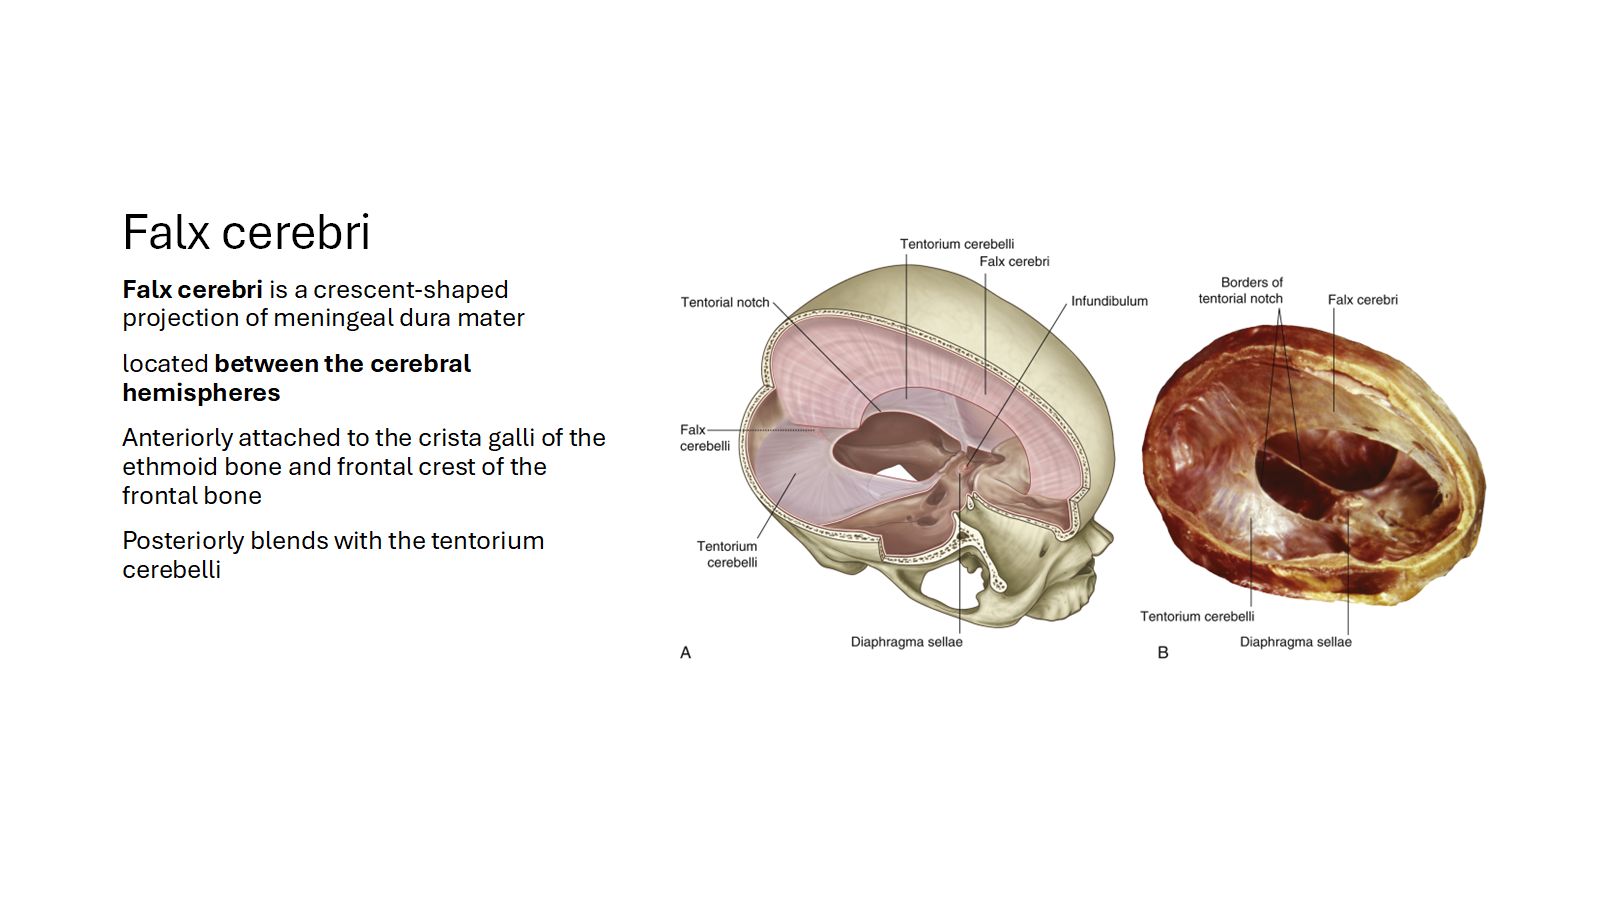 Falx cerebri
Falx cerebri is a crescent-shaped
projection of meningeal dura mater
located between the cerebral
hemispheres
Anteriorly attached to the crista galli of the
ethmoid bone and frontal crest of the
frontal bone
Posteriorly blends with the tentorium
cerebelli
Tentorium cerebelli
Falx cerebri
Tentorial notch
Infundibulum
Falx
cerebelli
Tentorium
cerebelli
Diaphragma sellae
A
Borders of
tentorial notch
Falx cerebri
Tentorium cerebelli
Diaphragma sellae
B